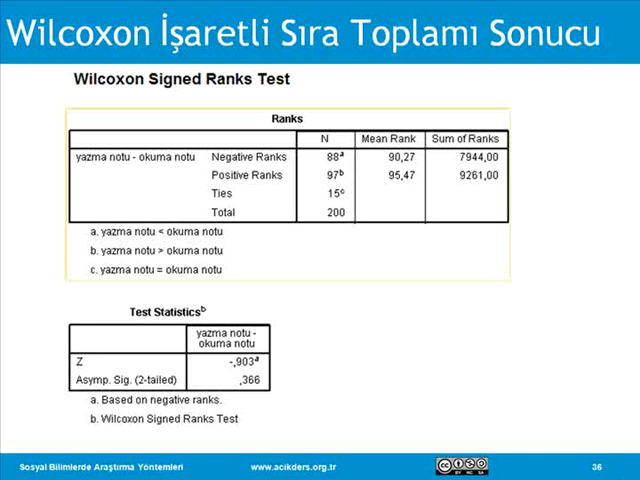 Wilcoxon İşaretli Sıra Toplamı Sonucu
Wilcoxon Signed Ranks Test
Ranks
N Mean Rank Sum of Ranks
yazma notu - okuma notu Negative Ranks 88a 90,27 7944,00
Positive Ranks 97b 95,47 9261,00
Ties 15c
Total 200
a. yazma notu < okuma notu
b. yazma notu > okuma notu
c. yazma notu = okuma notu
Test Statisticsb
yazma notu -
okuma notu
Z -,903a
Asymp. Sig. (2-tailed) ,366
a. Based on negative ranks.
b. Wilcoxon Signed Ranks Test
Sosyal Bilimlerde Araştırma Yöntemleri www.acikders.org.tr cc BY NC SA 36